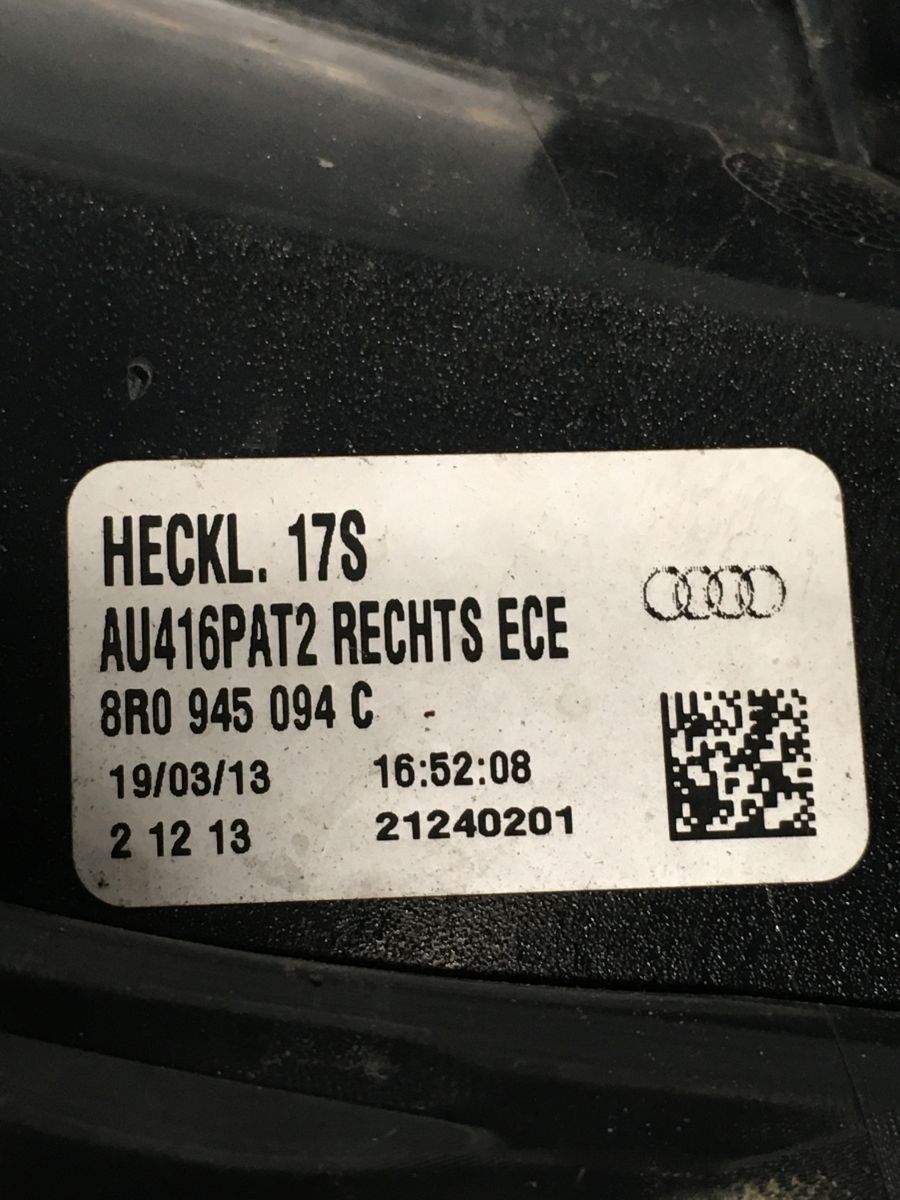 HECKL. 17S
AU416PAT2 RECHTS ECE
8R0 945 094 C
19/03/13 16:52:08
2 12 13 21240201